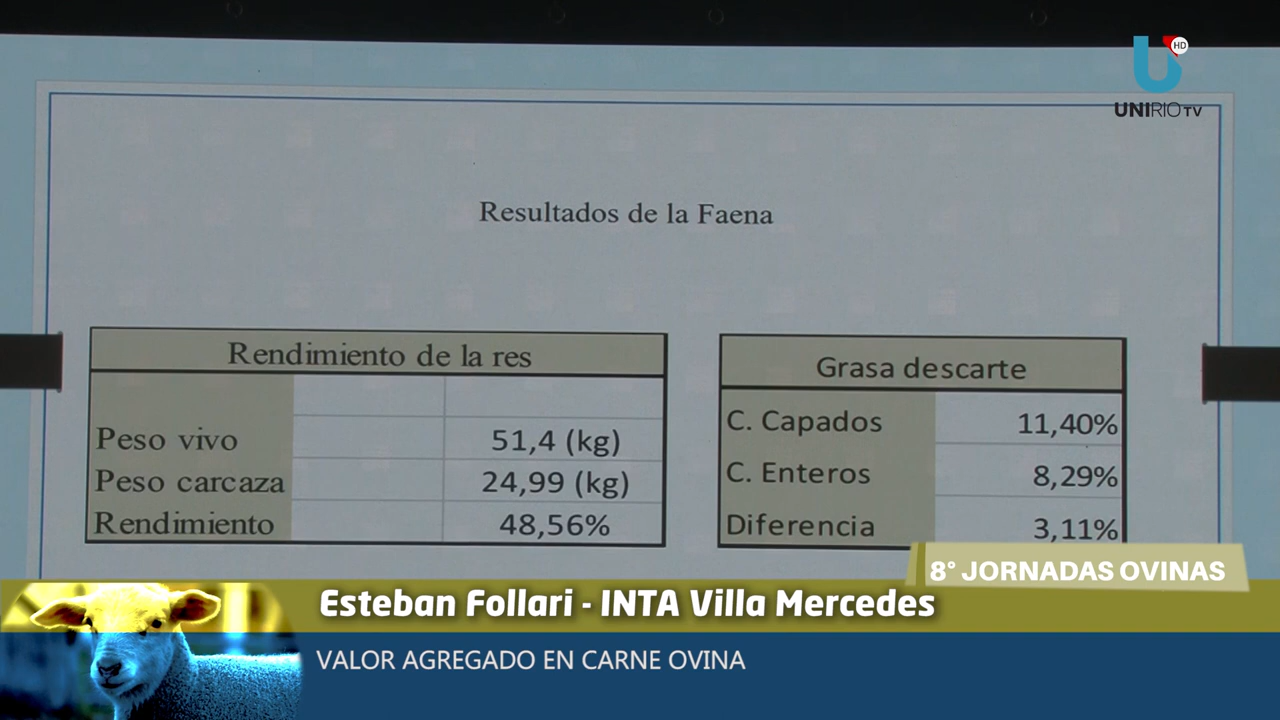 HD
UNIRIO TV
Resultados de la Faena
Rendimiento de la res
Peso vivo 51,4 (kg)
Peso carcaza 24,99 (kg)
Rendimiento 48,56%
Grasa descarte
C. Capados 11,40%
C. Enteros 8,29%
Diferencia 3,11%
8° JORNADAS OVINAS
Esteban Follari - INTA Villa Mercedes
VALOR AGREGADO EN CARNE OVINA